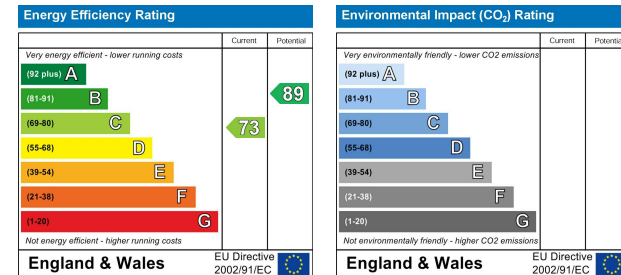 Energy Efficiency Rating
Current Potential
Very energy efficient - lower running costs
(92 plus) A
(81-91) B
89
(69-80) C
73
(55-68) D
(39-54) E
(21-38) F
(1-20) G
Not energy efficient - higher running costs
England & Wales
EU Directive
2002/91/EC
Environmental Impact (CO₂) Rating
Current Potentia
Very environmentally friendly - lower CO2 emissions
(92 plus) A
(81-91) B
(69-80) C
(55-68) D
(39-54) E
(21-38) F
(1-20) G
Not environmentally friendly - higher CO2 emissions
England & Wales
EU Directive
2002/91/EC